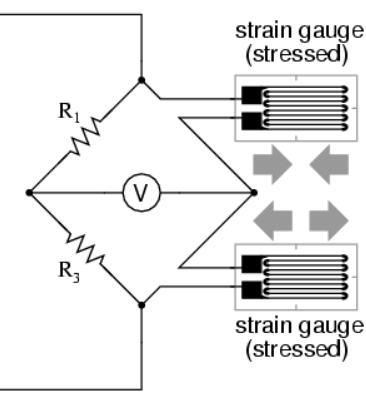 strain gauge
(stressed)
R1
V
R3
strain gauge
(stressed)